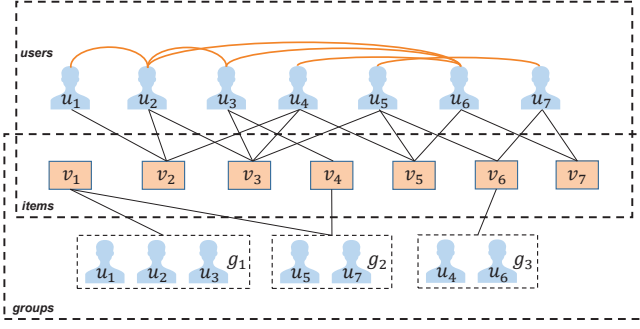 users
u1 u2 u3 u4 u5 u6 u7
v1 v2 v3 v4 v5 v6 v7
items
u1 u2 u3 g1 u5 u7 g2 u4 u6 g3
groups